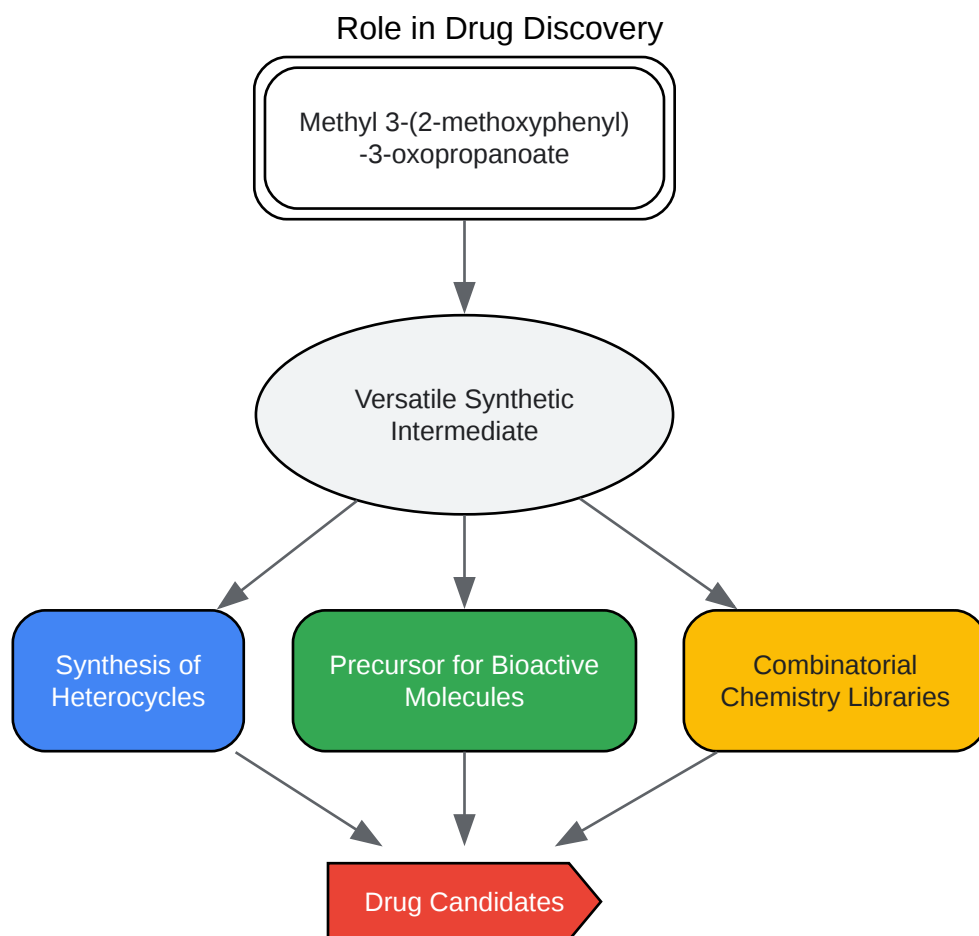 Role in Drug Discovery
Methyl 3-(2-methoxyphenyl)
-3-oxopropanoate
Versatile Synthetic
Intermediate
Synthesis of
Heterocycles
Precursor for Bioactive
Molecules
Combinatorial
Chemistry Libraries
Drug Candidates